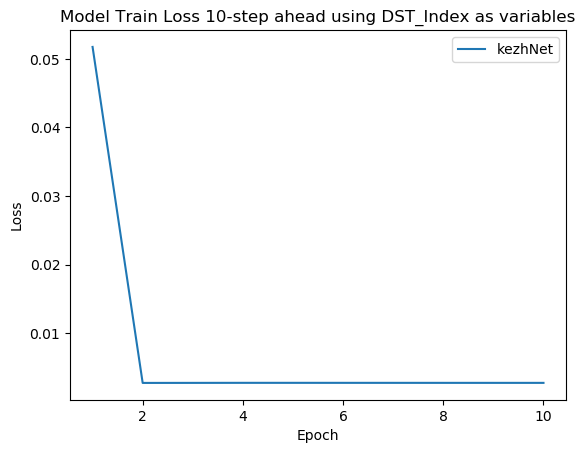 Model Train Loss 10-step ahead using DST_Index as variables
kezhNet
0.05
0.04
0.03
0.02
0.01
Loss
2
4
6
8
10
Epoch